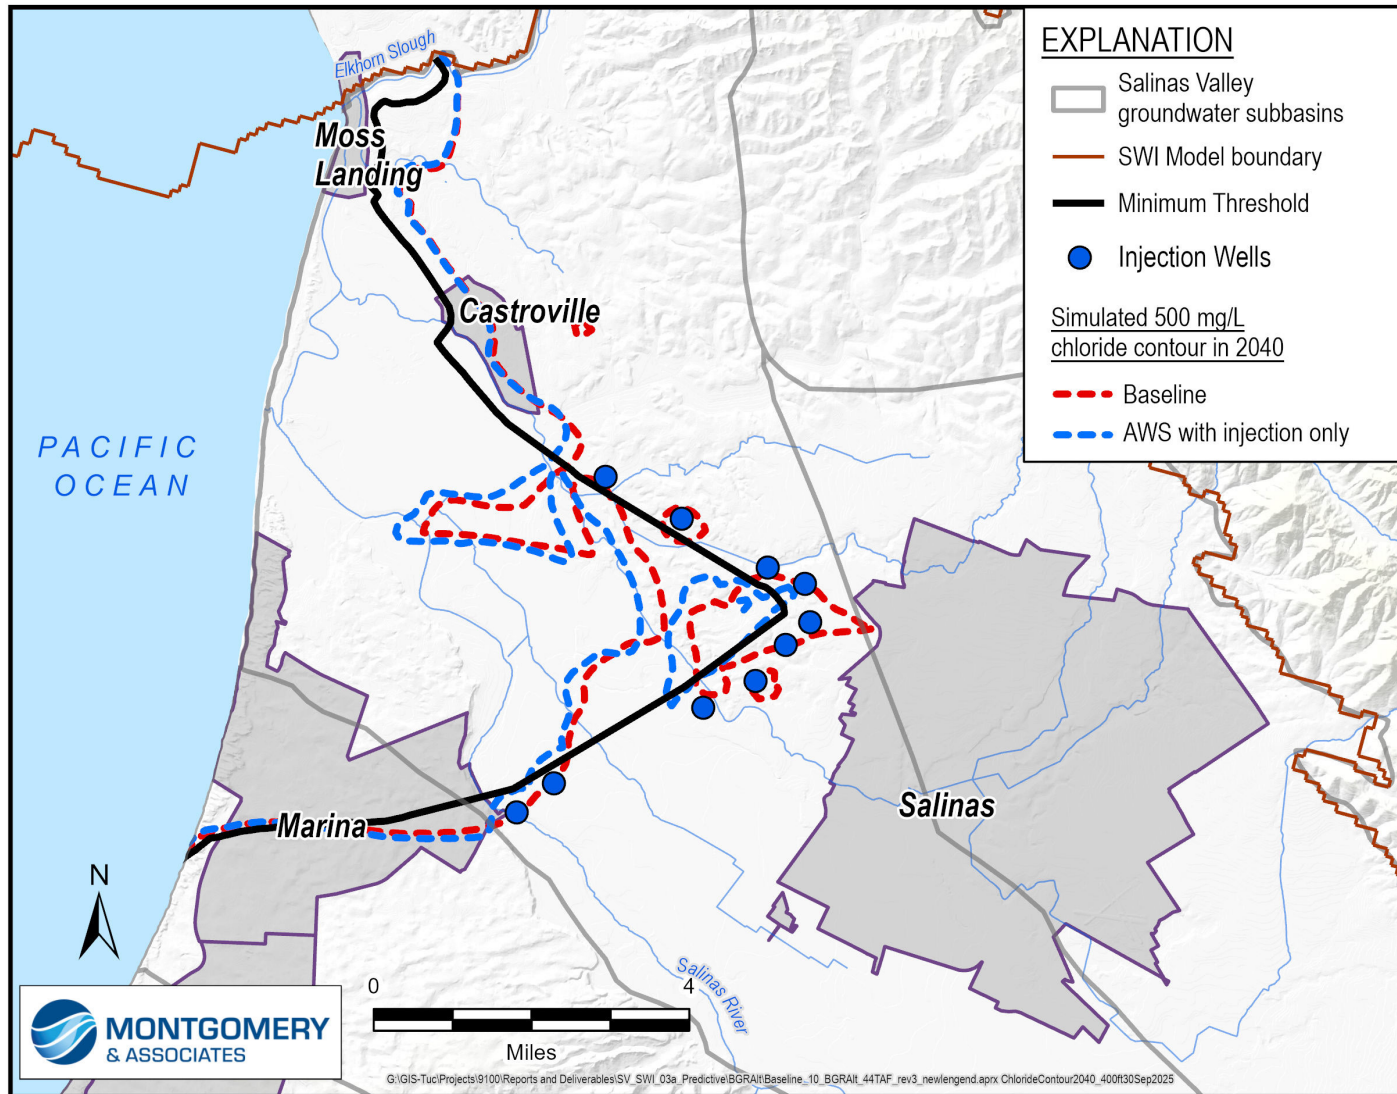 Elkhorn Slough
Moss
Landing
Castroville
PACIFIC
OCEAN
Marina
Salinas
Salinas River
N
0 4
Miles
MONTGOMERY
& ASSOCIATES
G:\GIS-Tuc\Projects\9100\Reports and Deliverables\SV_SWI_03a_Predictive\BGRAlt\Baseline_10_BGRAlt_44TAF_rev3_newlengend.aprx ChlorideContour2040_400ft30Sep2025
EXPLANATION
Salinas Valley
groundwater subbasins
SWI Model boundary
Minimum Threshold
Injection Wells
Simulated 500 mg/L
chloride contour in 2040
Baseline
AWS with injection only